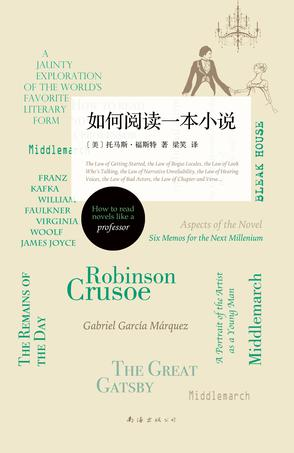 A
JAUNTY
EXPLORATION
OF THE WORLD'S
FAVORITE
LITERARY
FORM
HOW TO READ
如何阅读一本小说
〔美〕托马斯·福斯特 著 梁笑 译
Middlemarch
The Law of Getting Started, the Law of Bogus Locales, the Law of Look
Who's Talking, the Law of Narrative Unreliability, the Law of Hearing
Voices, the Law of Bad Actors, the Law of Chapter and Verse...
BLEAK HOUSE
FRANZ
KAFKA
WILLIAM
FAULKNER
VIRGINIA
WOOLF
JAMES JOYCE
How to read
novels like a
professor
Aspects of the Novel
Six Memos for the Next Millenium
THE REMAINS OF
THE DAY
Robinson
Crusoe
Gabriel García Márquez
A Portrait of the Artist
as a Young Man
Middlemarch
THE GREAT
GATSBY
Middlemarch
南海出版公司